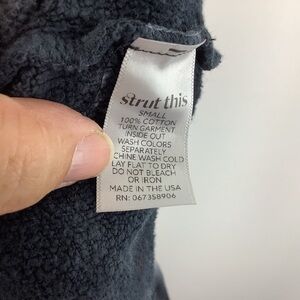 strut this
SMALL
100% COTTON
TURN GARMENT
INSIDE OUT
WASH COLORS
SEPARATELY
CHINE WASH COLD
LAY FLAT TO DRY
DO NOT BLEACH
OR IRON
MADE IN THE USA
RN: 067358906